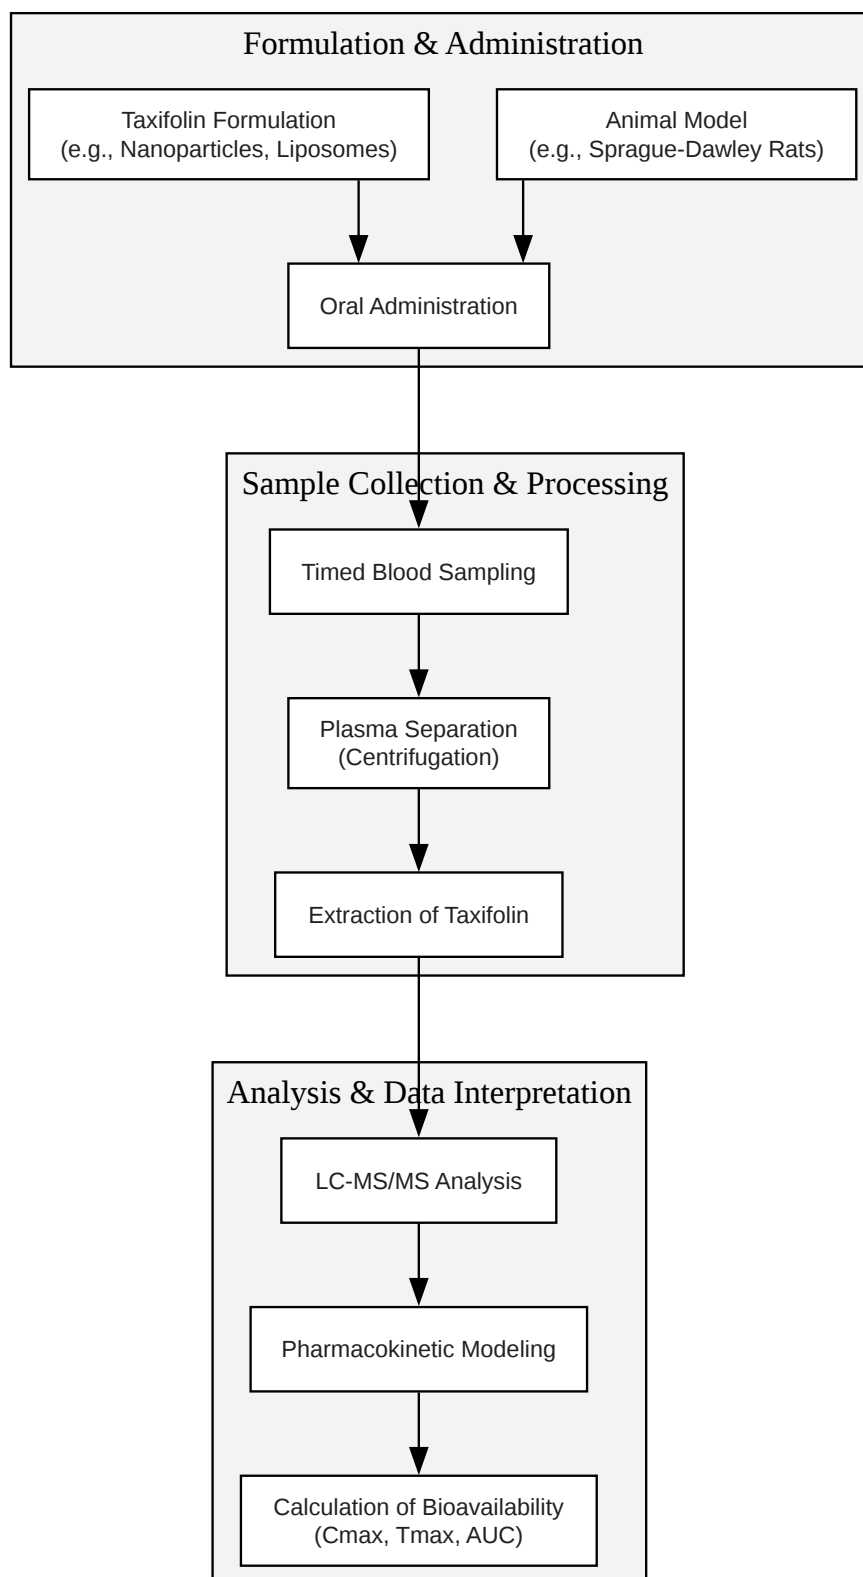 Formulation & Administration
Taxifolin Formulation
(e.g., Nanoparticles, Liposomes)
Animal Model
(e.g., Sprague-Dawley Rats)
Oral Administration
Sample Collection & Processing
Timed Blood Sampling
Plasma Separation
(Centrifugation)
Extraction of Taxifolin
Analysis & Data Interpretation
LC-MS/MS Analysis
Pharmacokinetic Modeling
Calculation of Bioavailability
(Cmax, Tmax, AUC)